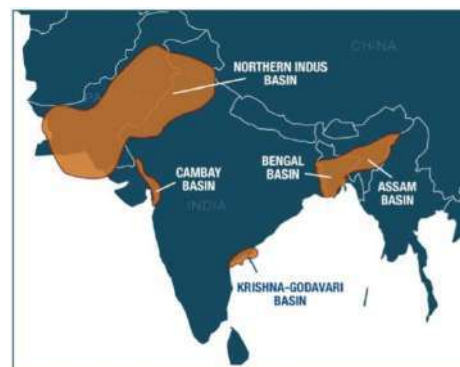 CHINA
NORTHERN INDUS
BASIN
BENGAL
BASIN
CAMBAY
BASIN
ASSAM
BASIN
INDIA
KRISHNA-GODAVARI
BASIN